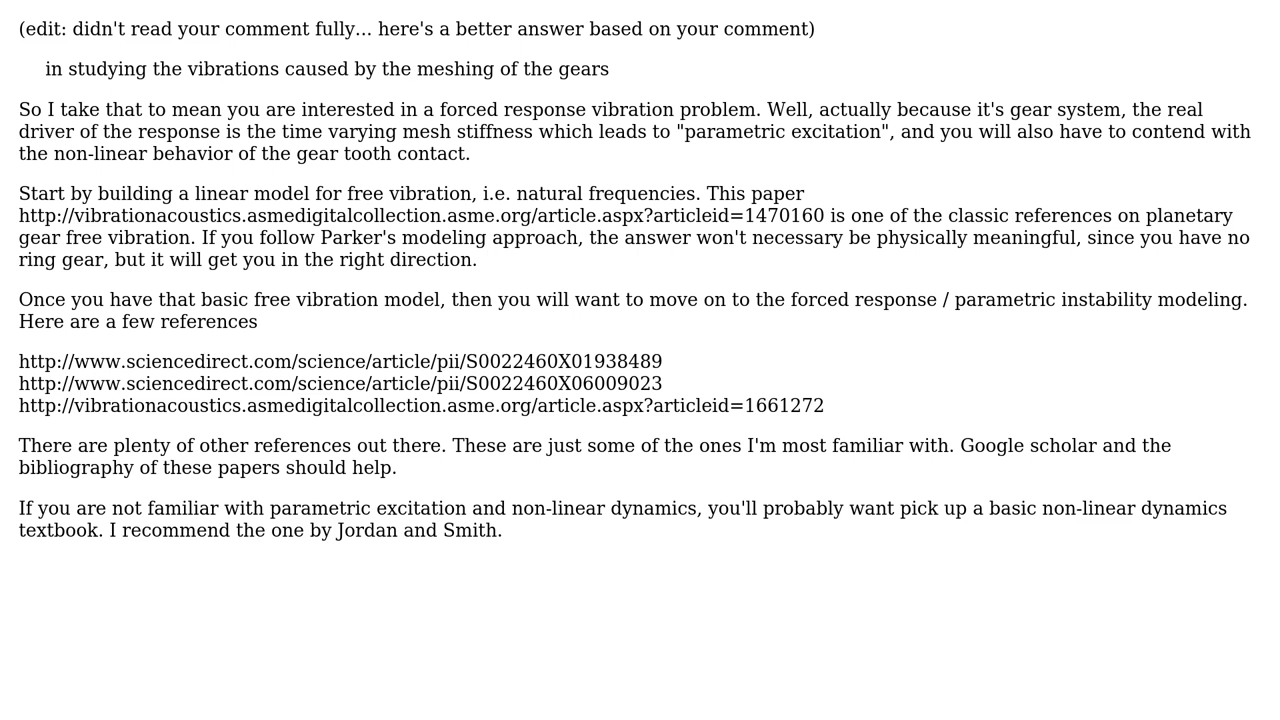 (edit: didn't read your comment fully... here's a better answer based on your comment)
in studying the vibrations caused by the meshing of the gears
So I take that to mean you are interested in a forced response vibration problem. Well, actually because it's gear system, the real
driver of the response is the time varying mesh stiffness which leads to "parametric excitation", and you will also have to contend with
the non-linear behavior of the gear tooth contact.
Start by building a linear model for free vibration, i.e. natural frequencies. This paper
http://vibrationacoustics.asmedigitalcollection.asme.org/article.aspx?articleid=1470160 is one of the classic references on planetary
gear free vibration. If you follow Parker's modeling approach, the answer won't necessary be physically meaningful, since you have no
ring gear, but it will get you in the right direction.
Once you have that basic free vibration model, then you will want to move on to the forced response / parametric instability modeling.
Here are a few references
http://www.sciencedirect.com/science/article/pii/S0022460X01938489
http://www.sciencedirect.com/science/article/pii/S0022460X06009023
http://vibrationacoustics.asmedigitalcollection.asme.org/article.aspx?articleid=1661272
There are plenty of other references out there. These are just some of the ones I'm most familiar with. Google scholar and the
bibliography of these papers should help.
If you are not familiar with parametric excitation and non-linear dynamics, you'll probably want pick up a basic non-linear dynamics
textbook. I recommend the one by Jordan and Smith.